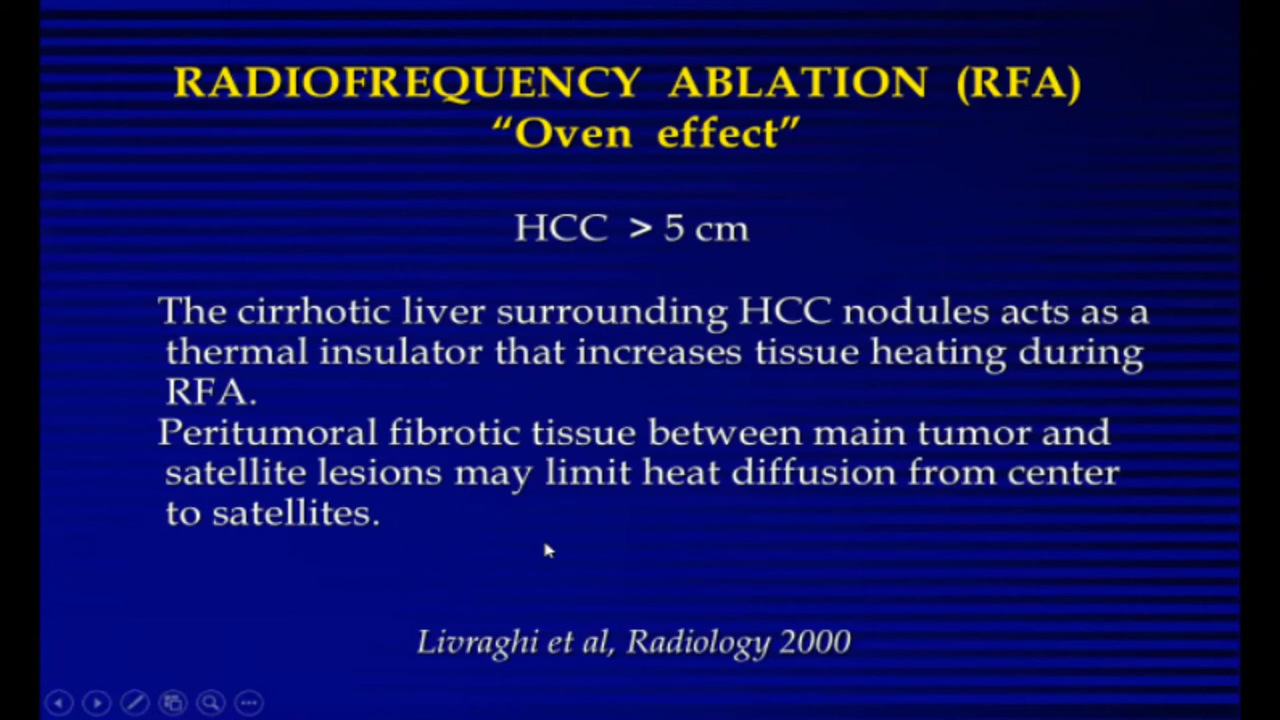 RADIOFREQUENCY ABLATION (RFA)
“Oven effect”
HCC > 5 cm
The cirrhotic liver surrounding HCC nodules acts as a
thermal insulator that increases tissue heating during
RFA.
Peritumoral fibrotic tissue between main tumor and
satellite lesions may limit heat diffusion from center
to satellites.
Livraghi et al, Radiology 2000